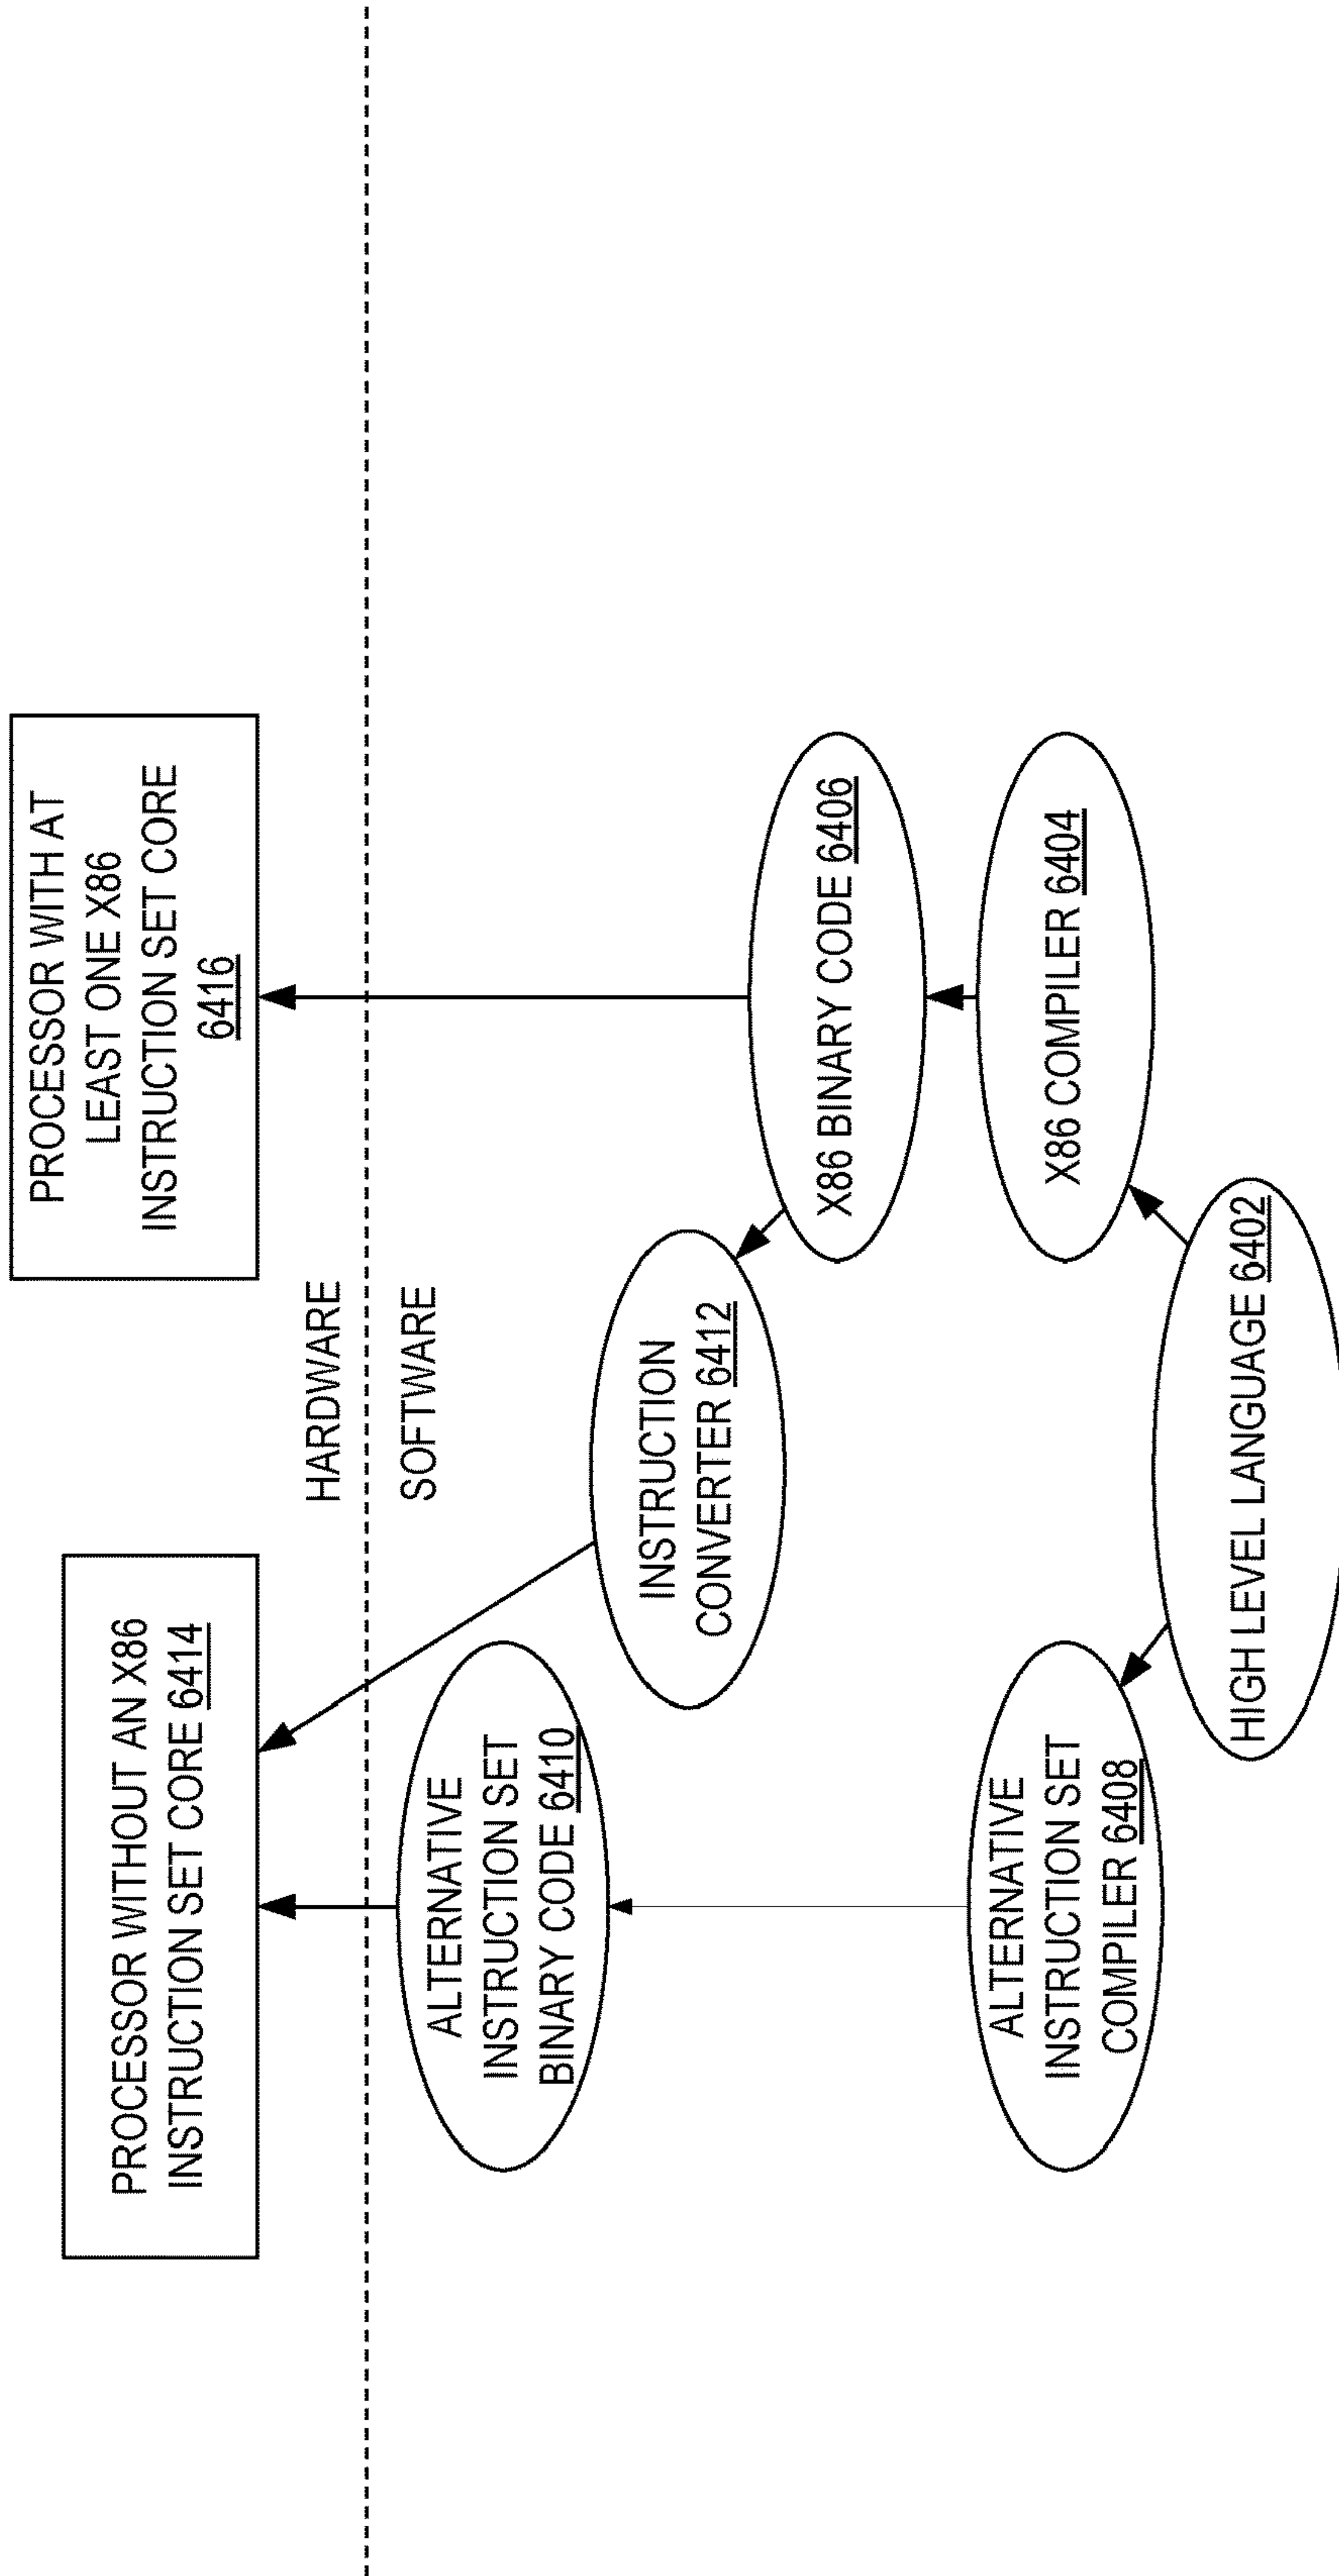 PROCESSOR WITHOUT AN X86
INSTRUCTION SET CORE 6414
PROCESSOR WITH AT
LEAST ONE X86
INSTRUCTION SET CORE
6416
HARDWARE
SOFTWARE
ALTERNATIVE
INSTRUCTION SET
BINARY CODE 6410
INSTRUCTION
CONVERTER 6412
X86 BINARY CODE 6406
ALTERNATIVE
INSTRUCTION SET
COMPILER 6408
X86 COMPILER 6404
HIGH LEVEL LANGUAGE 6402